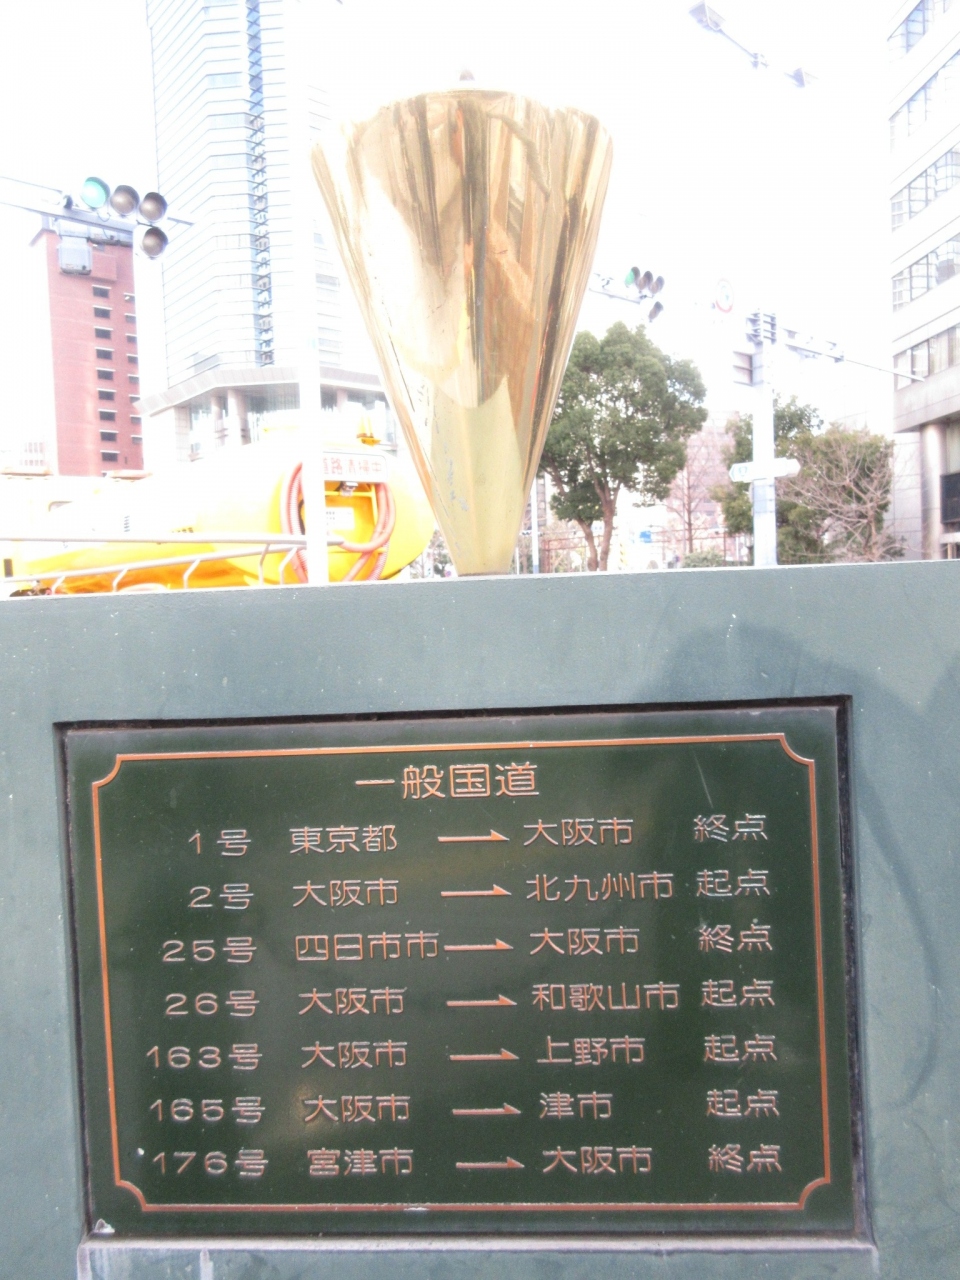 一般国道
1号 東京都 → 大阪市 終点
2号 大阪市 → 北九州市 起点
25号 四日市市 → 大阪市 終点
26号 大阪市 → 和歌山市 起点
163号 大阪市 → 上野市 起点
165号 大阪市 → 津市 起点
176号 宮津市 → 大阪市 終点